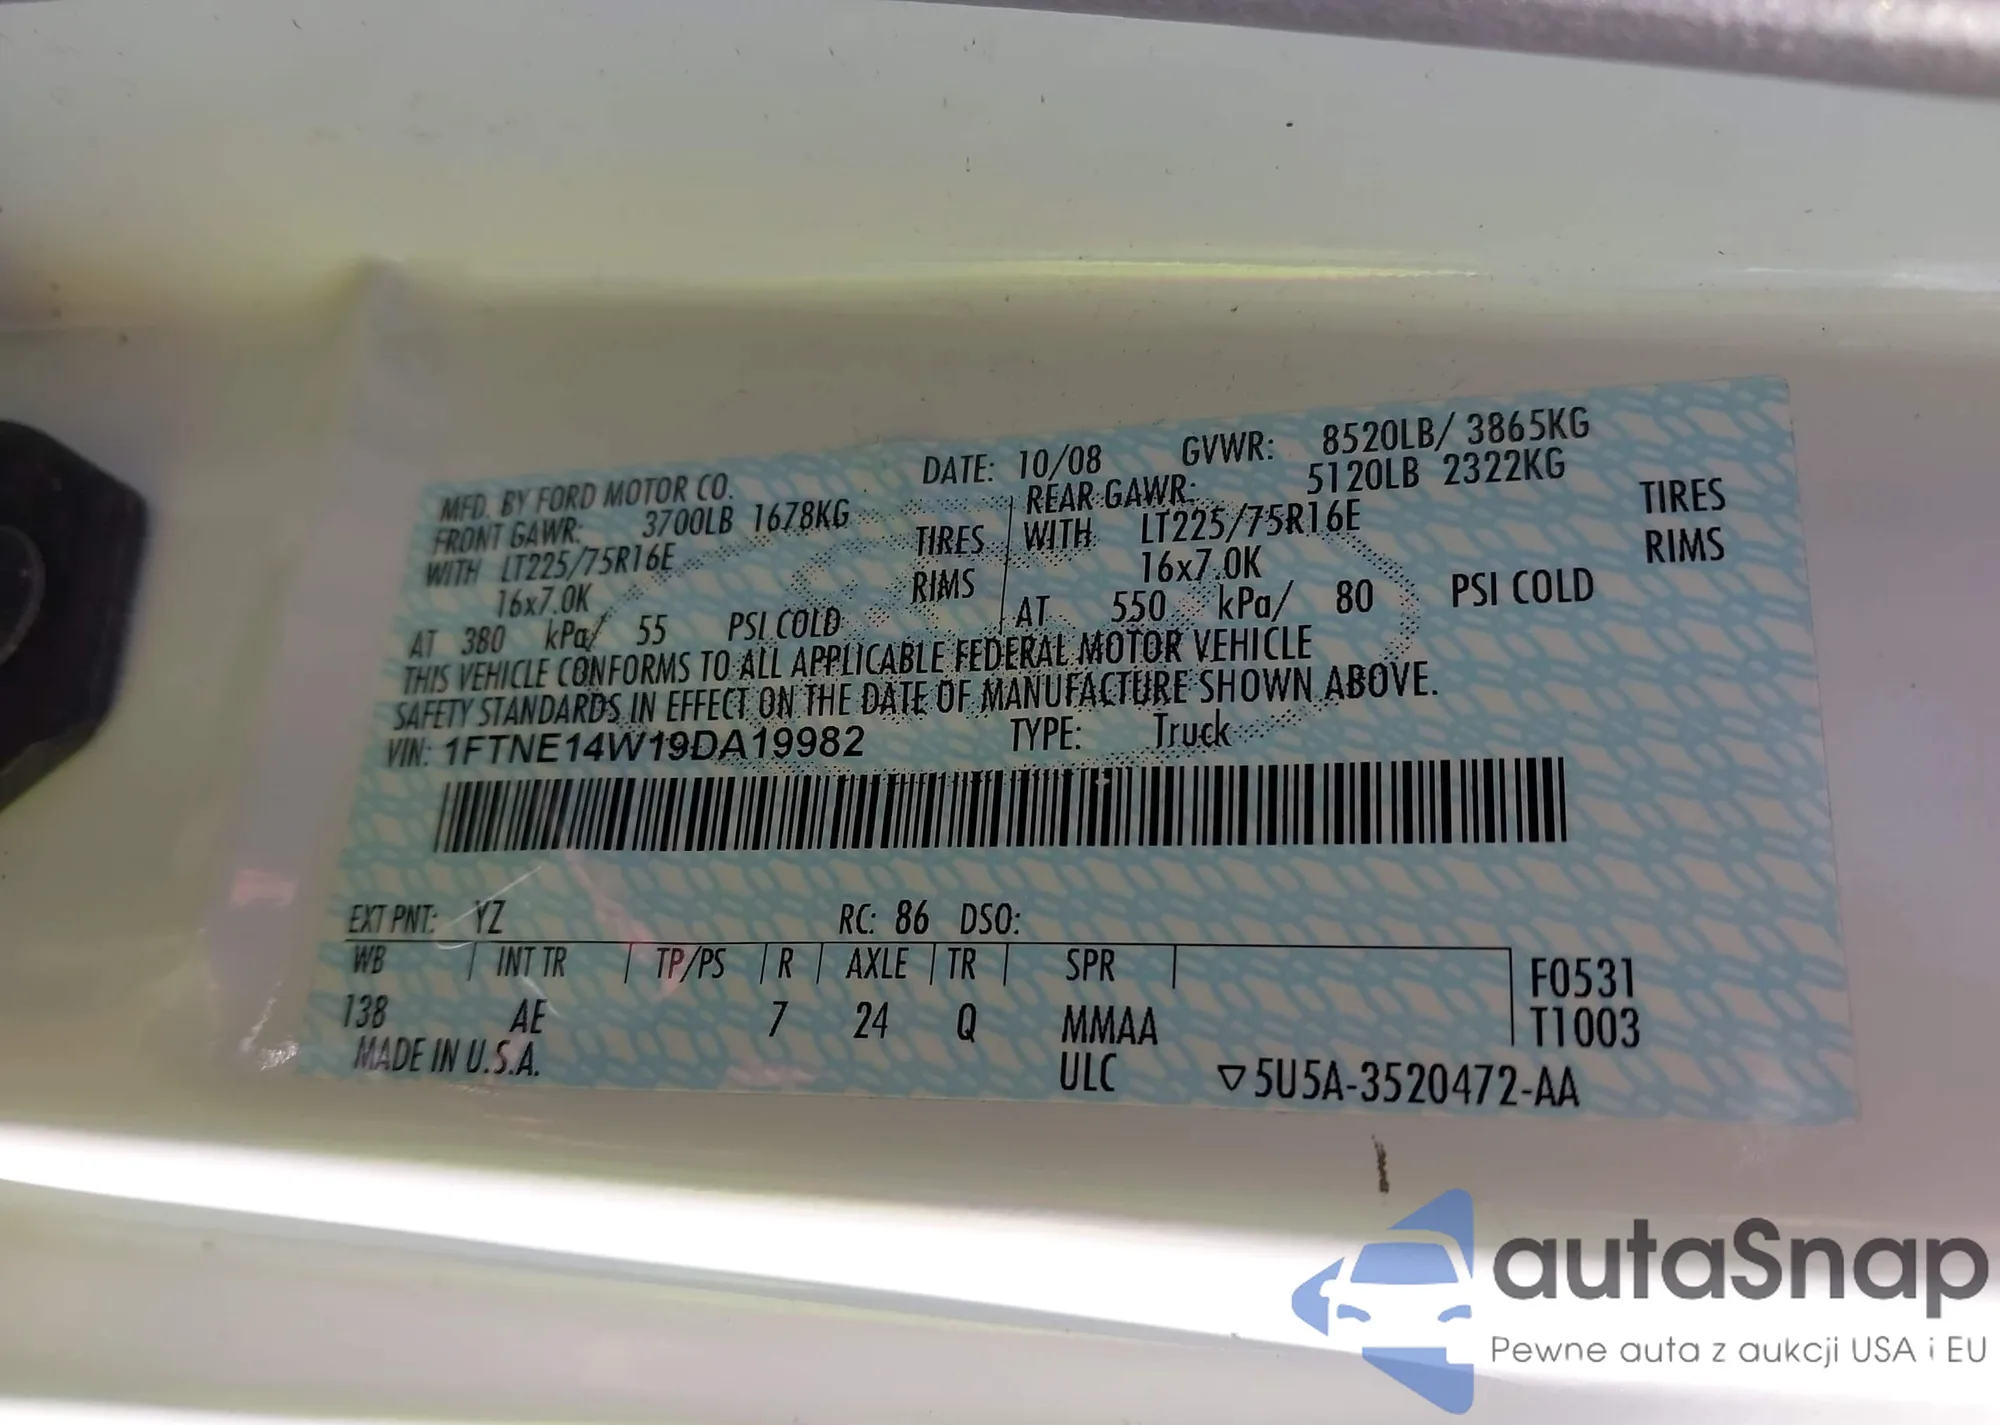 MFD. BY FORD MOTOR CO. DATE: 10/08 GVWR: 8520LB/ 3865KG
FRONT GAWR: 3700LB 1678KG REAR GAWR: 5120LB 2322KG
WITH LT225/75R16E TIRES WITH LT225/75R16E TIRES
16x7.0K RIMS 16x7.0K RIMS
AT 380 kPa/ 55 PSI COLD AT 550 kPa/ 80 PSI COLD
THIS VEHICLE CONFORMS TO ALL APPLICABLE FEDERAL MOTOR VEHICLE
SAFETY STANDARDS IN EFFECT ON THE DATE OF MANUFACTURE SHOWN ABOVE.
VIN: 1FTNE14W19DA19982 TYPE: Truck
EXT PNT: YZ RC: 86 DSO:
WB INT TR TP/PS R AXLE TR SPR F0531
138 AE 7 24 Q MMAA T1003
MADE IN U.S.A. ULC ▽5U5A-3520472-AA
autaSnap
Pewne auta z aukcji USA i EU